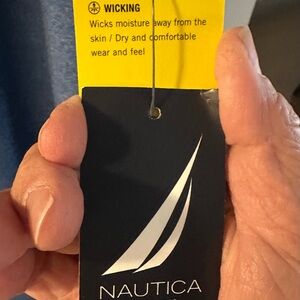 WICKING
Wicks moisture away from the
skin / Dry and comfortable
wear and feel
NAUTICA